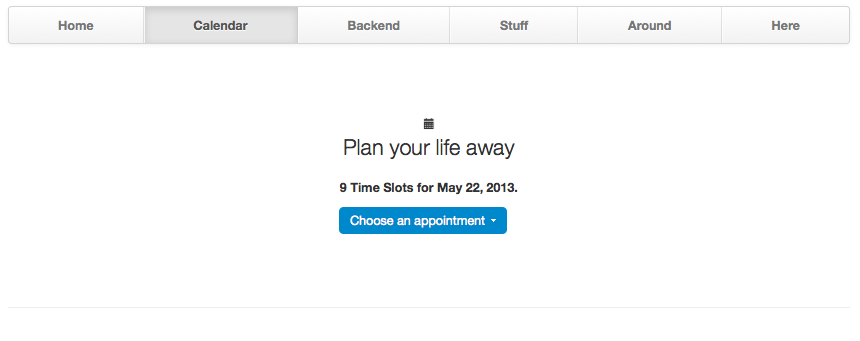 Home Calendar Backend Stuff Around Here
Plan your life away
9 Time Slots for May 22, 2013.
Choose an appointment